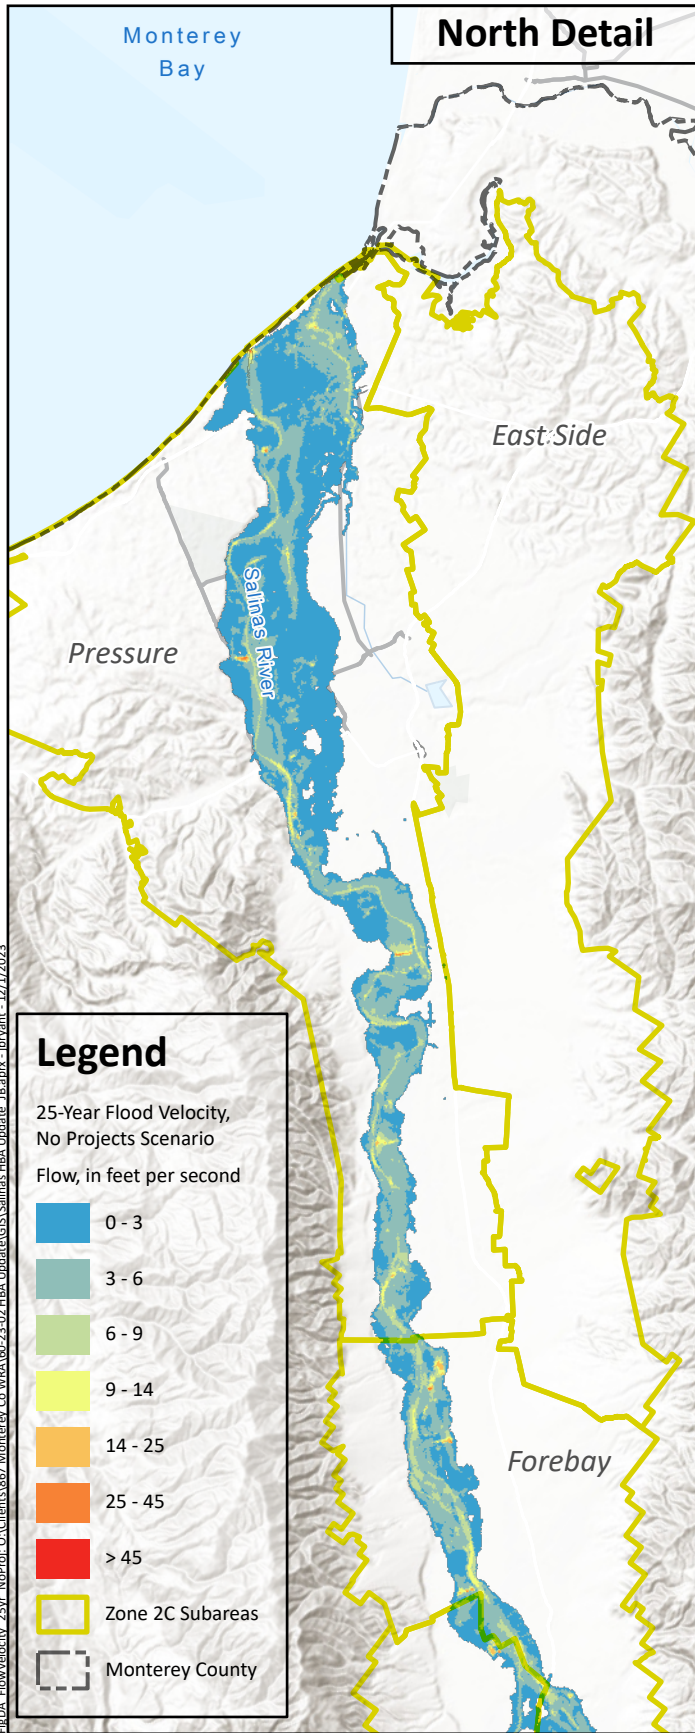 North Detail
Monterey
Bay
East Side
Salinas River
Pressure
Forebay
Legend
25-Year Flood Velocity,
No Projects Scenario
Flow, in feet per second
0 - 3
3 - 6
6 - 9
9 - 14
14 - 25
25 - 45
> 45
Zone 2C Subareas
Monterey County